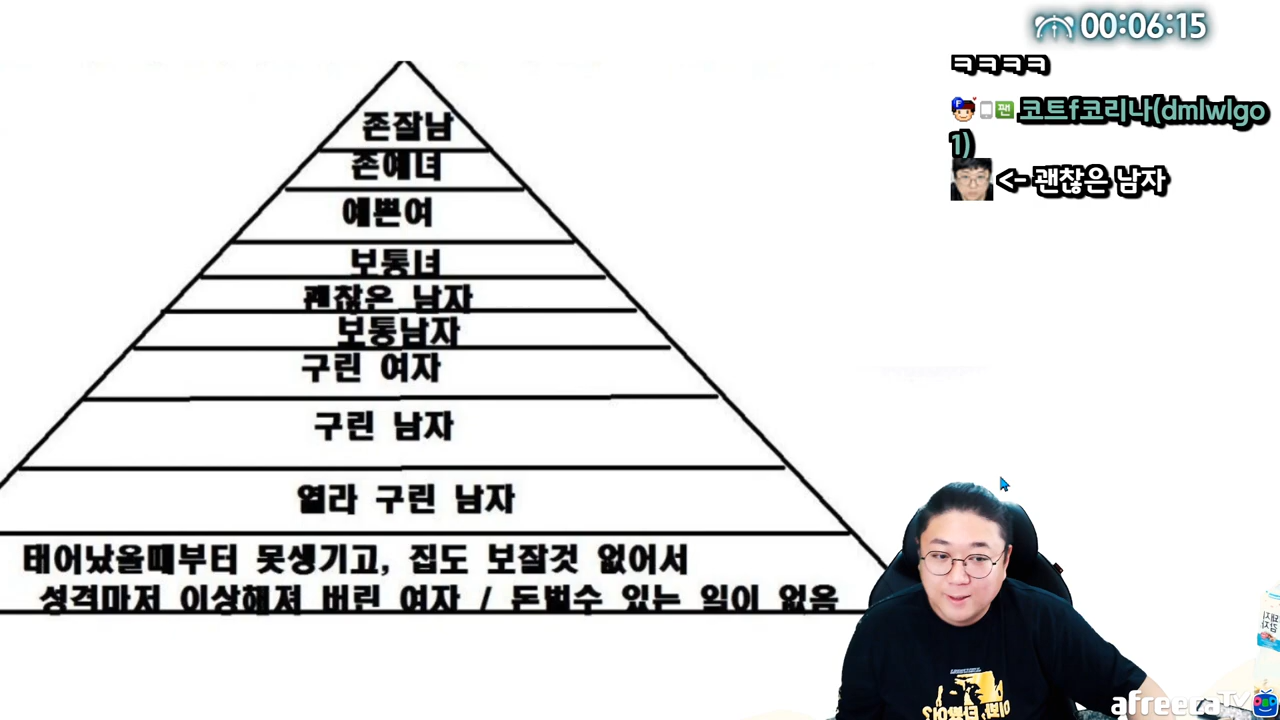 00:06:15
ㅋㅋㅋㅋ
팬 코트f코리나(dmlwlgo
1)
<- 괜찮은 남자
존잘남
존예녀
예쁜여
보통녀
괜찮은 남자
보통남자
구린 여자
구린 남자
열라 구린 남자
태어났을때부터 못생기고, 집도 보잘것 없어서
성격마저 이상해져 버린 여자 / 돈벌수 있는 일이 없음
afreecaTV